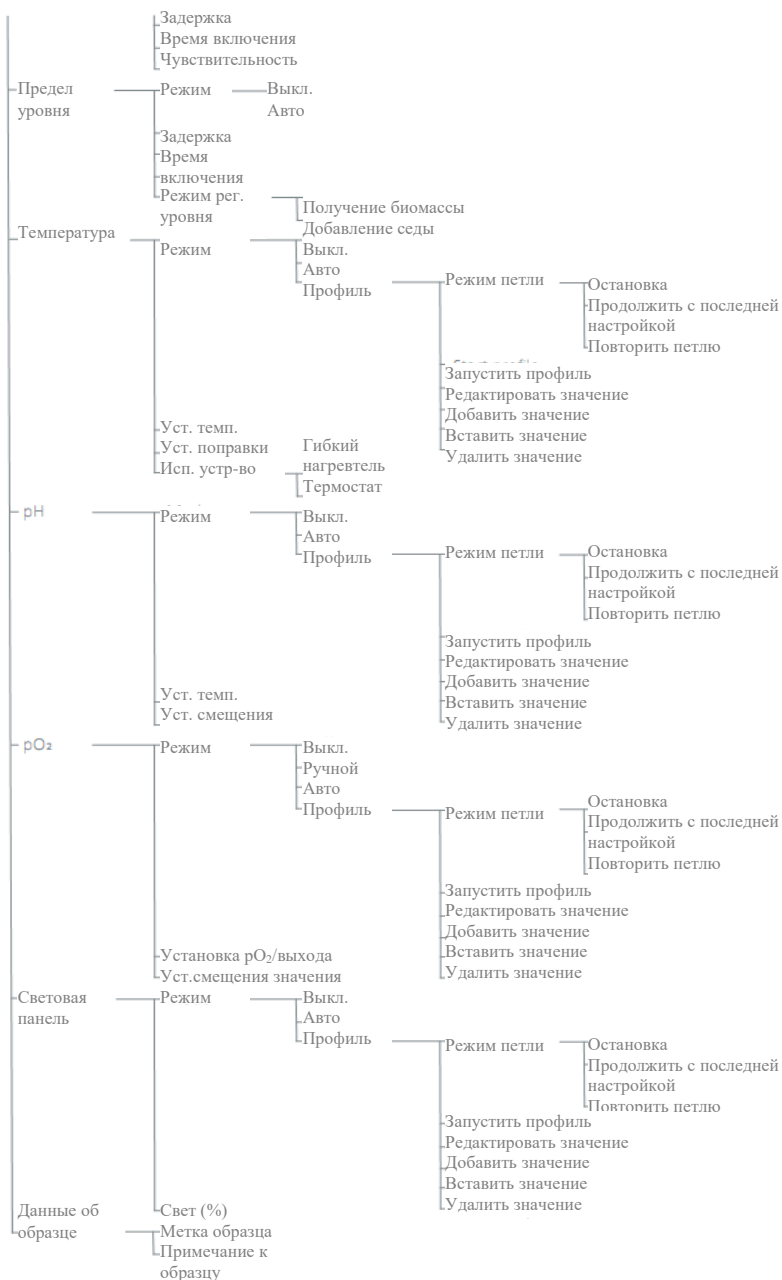 Задержка
Время включения
Чувствительность
Предел
уровня
Режим
Выкл.
Авто
Задержка
Время
включения
Режим рег.
уровня
Получение биомассы
Добавление седы
Температура
Режим
Выкл.
Авто
Профиль
Режим петли
Остановка
Продолжить с последней
настройкой
Повторить петлю
Запустить профиль
Редактировать значение
Добавить значение
Вставить значение
Удалить значение
Уст. темп.
Уст. поправки
Исп. устр-во
Гибкий
нагревтель
Термостат
pH
Режим
Выкл.
Авто
Профиль
Режим петли
Остановка
Продолжить с последней
настройкой
Повторить петлю
Запустить профиль
Редактировать значение
Добавить значение
Вставить значение
Удалить значение
Уст. темп.
Уст. смещения
pO₂
Режим
Выкл.
Ручной
Авто
Профиль
Режим петли
Остановка
Продолжить с последней
настройкой
Повторить петлю
Запустить профиль
Редактировать значение
Добавить значение
Вставить значение
Удалить значение
Установка pO₂/выхода
Уст.смещения значения
Световая
панель
Режим
Выкл.
Авто
Профиль
Режим петли
Остановка
Продолжить с последней
настройкой
Повторить петлю
Запустить профиль
Редактировать значение
Добавить значение
Вставить значение
Удалить значение
Свет (%)
Данные об
образце
Метка образца
Примечание к
образцу